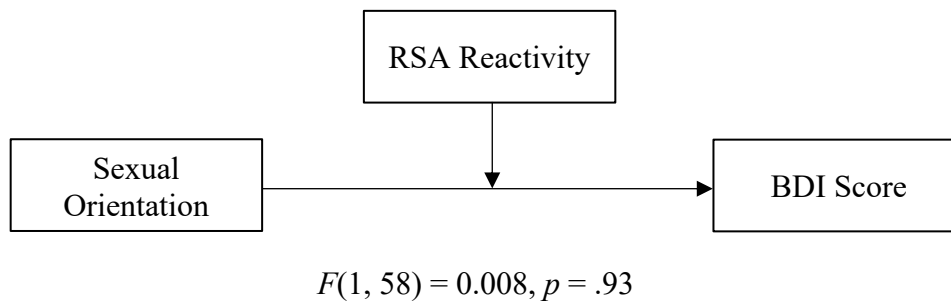 RSA Reactivity
Sexual
Orientation
BDI Score
F(1, 58) = 0.008, p = .93